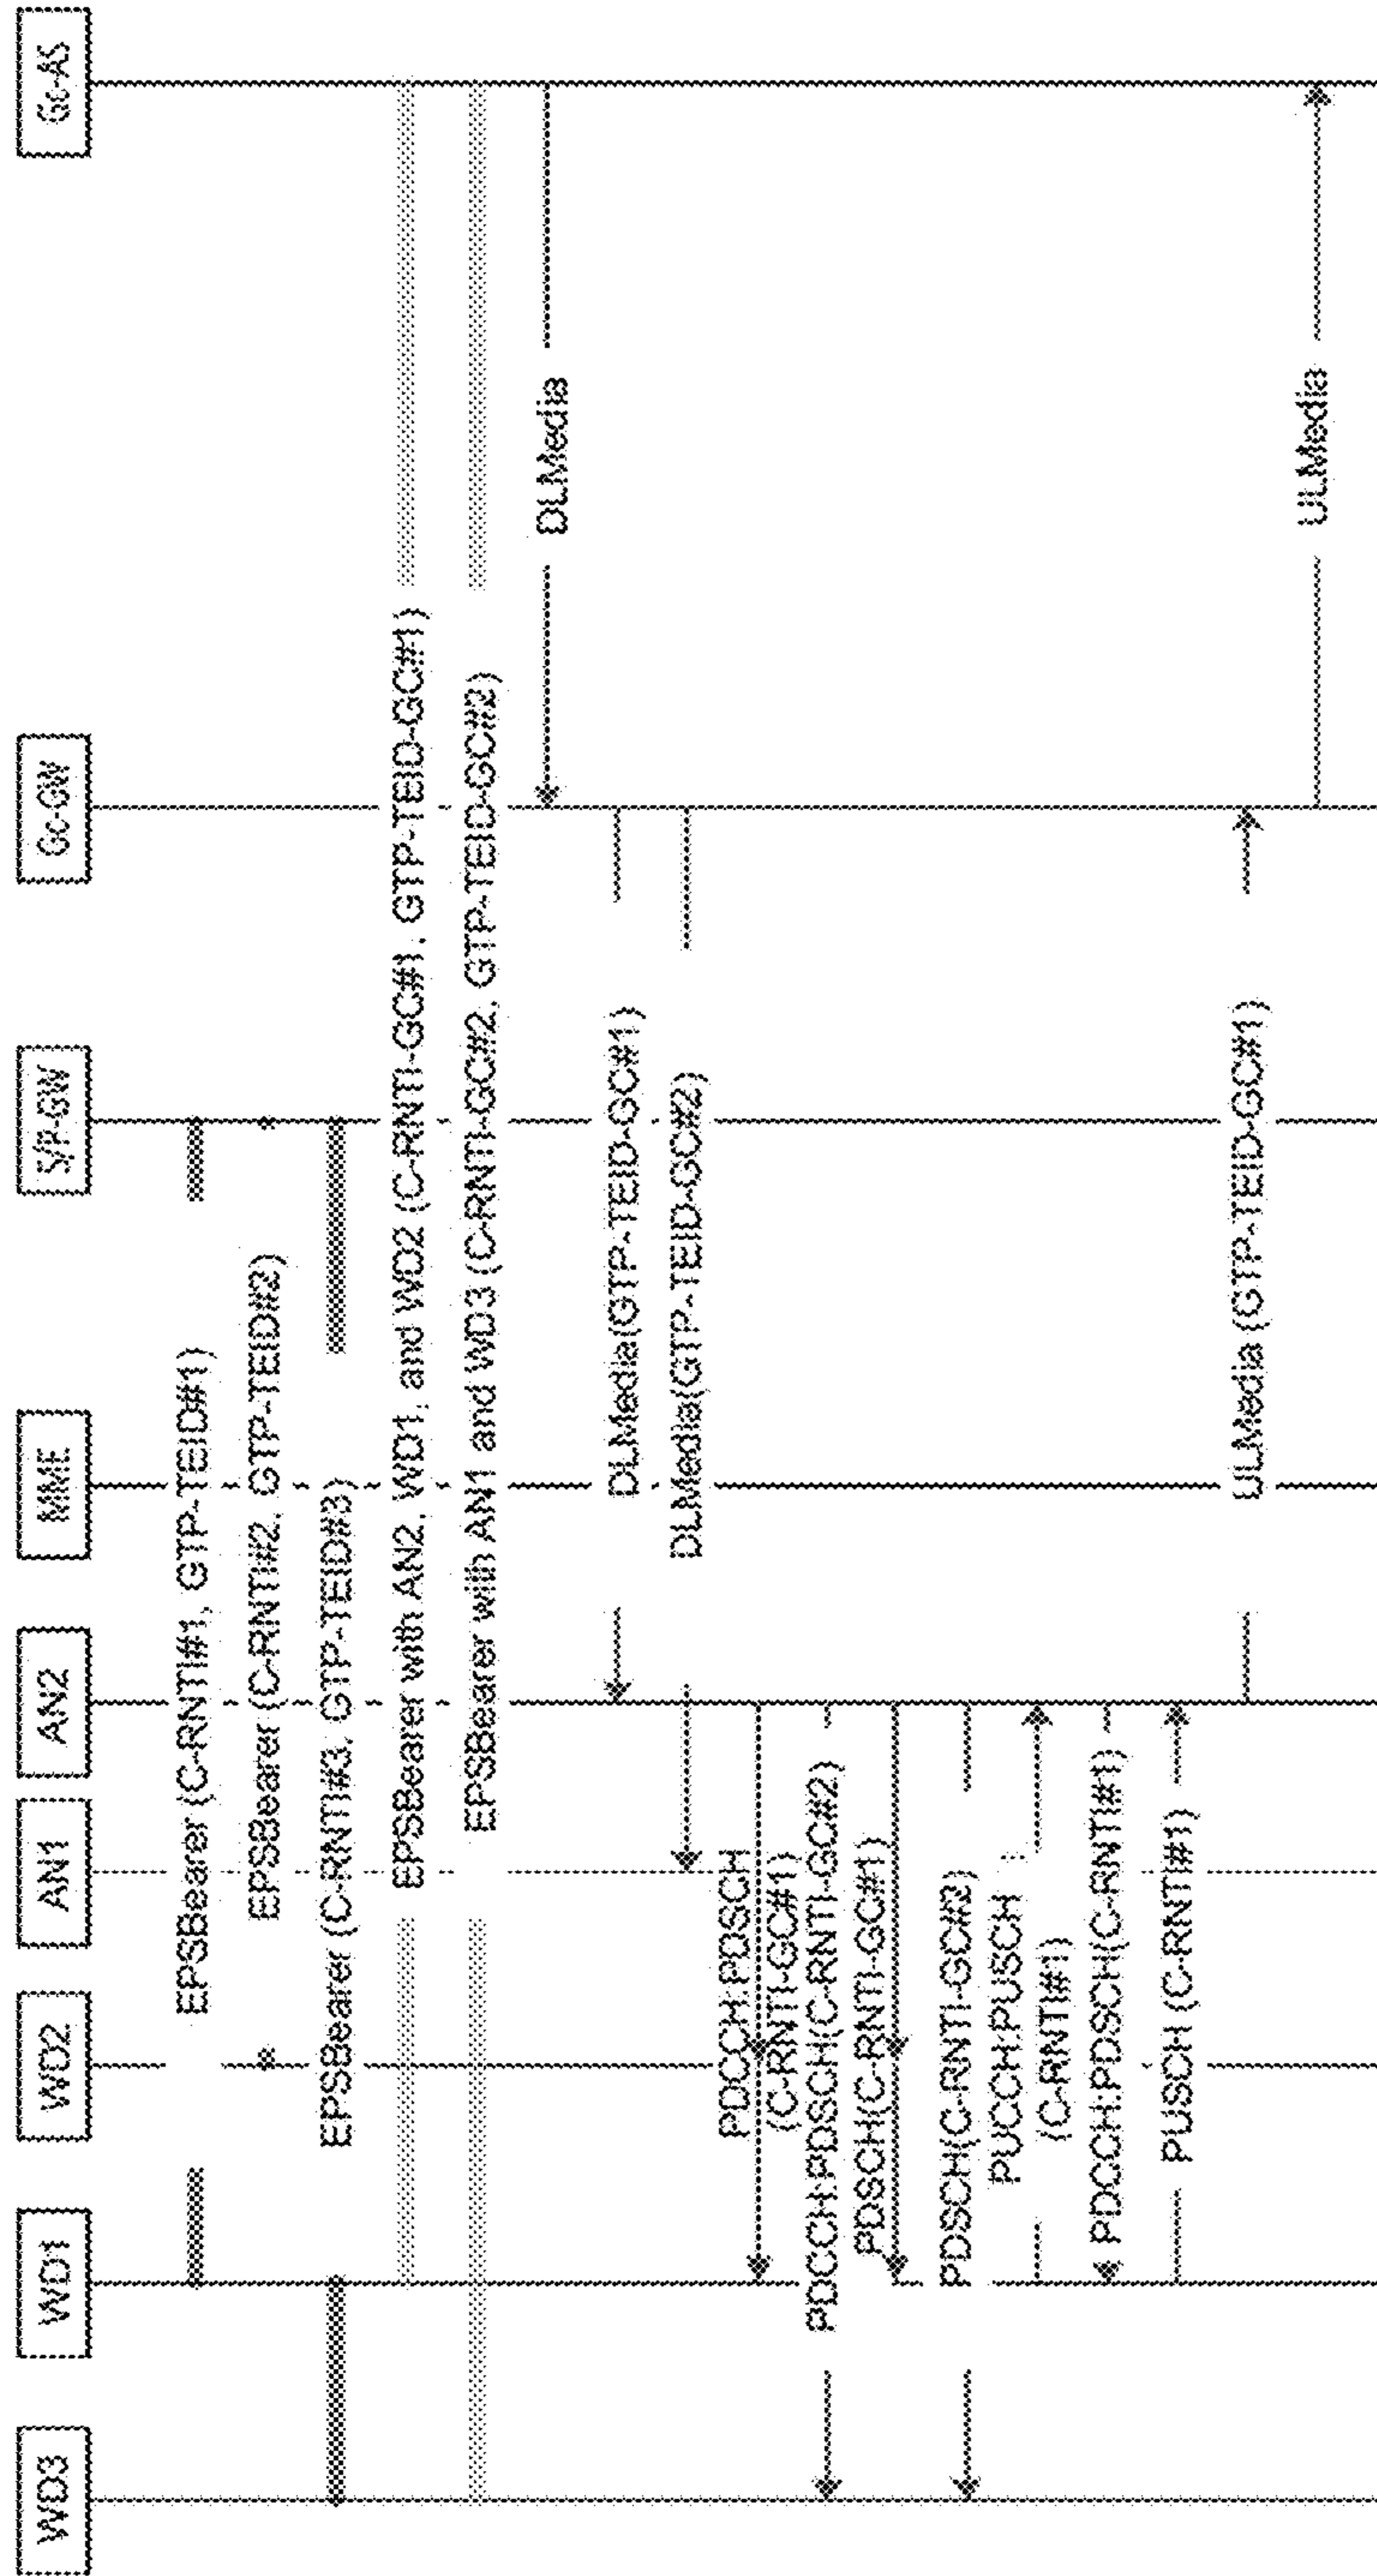 WD3
WD1
WD2
AN1
AN2
MME
S/P-GW
Gc-GW
Gc-AS
EPSBearer (C-RNTI#1, GTP-TEID#1)
EPSBearer (C-RNTI#2, GTP-TEID#2)
EPSBearer (C-RNTI#3, GTP-TEID#3)
EPSBearer with AN2, WD1, and WD2 (C-RNTI-GC#1, GTP-TEID-GC#1)
EPSBearer with AN1 and WD3 (C-RNTI-GC#2, GTP-TEID-GC#2)
DLMedia
DLMedia(GTP-TEID-GC#1)
DLMedia(GTP-TEID-GC#2)
PDCCH:PDSCH
(C-RNTI-GC#1)
PDCCH:PDSCH(C-RNTI-GC#2)
PDSCH(C-RNTI-GC#1)
PDSCH(C-RNTI-GC#2)
PUCCH:PUSCH
(C-RNTI#1)
PDCCH:PDSCH(C-RNTI#1)
PUSCH (C-RNTI#1)
ULMedia (GTP-TEID-GC#1)
ULMedia